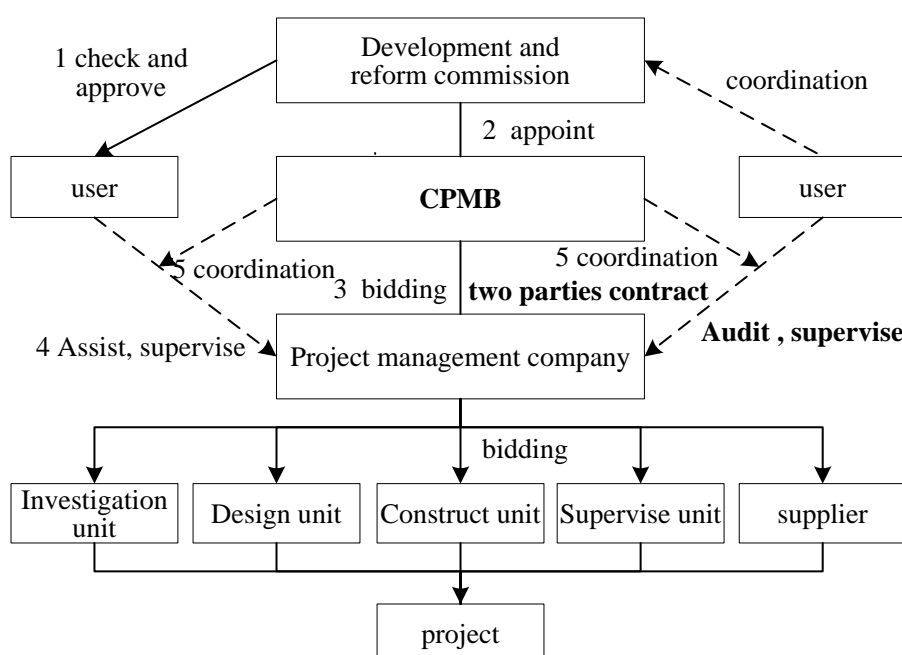 1 check and
approve
Development and
reform commission
coordination
2 appoint
user
CPMB
user
5 coordination
5 coordination
3 bidding
two parties contract
4 Assist, supervise
Audit , supervise
Project management company
bidding
Investigation
unit
Design unit
Construct unit
Supervise unit
supplier
project